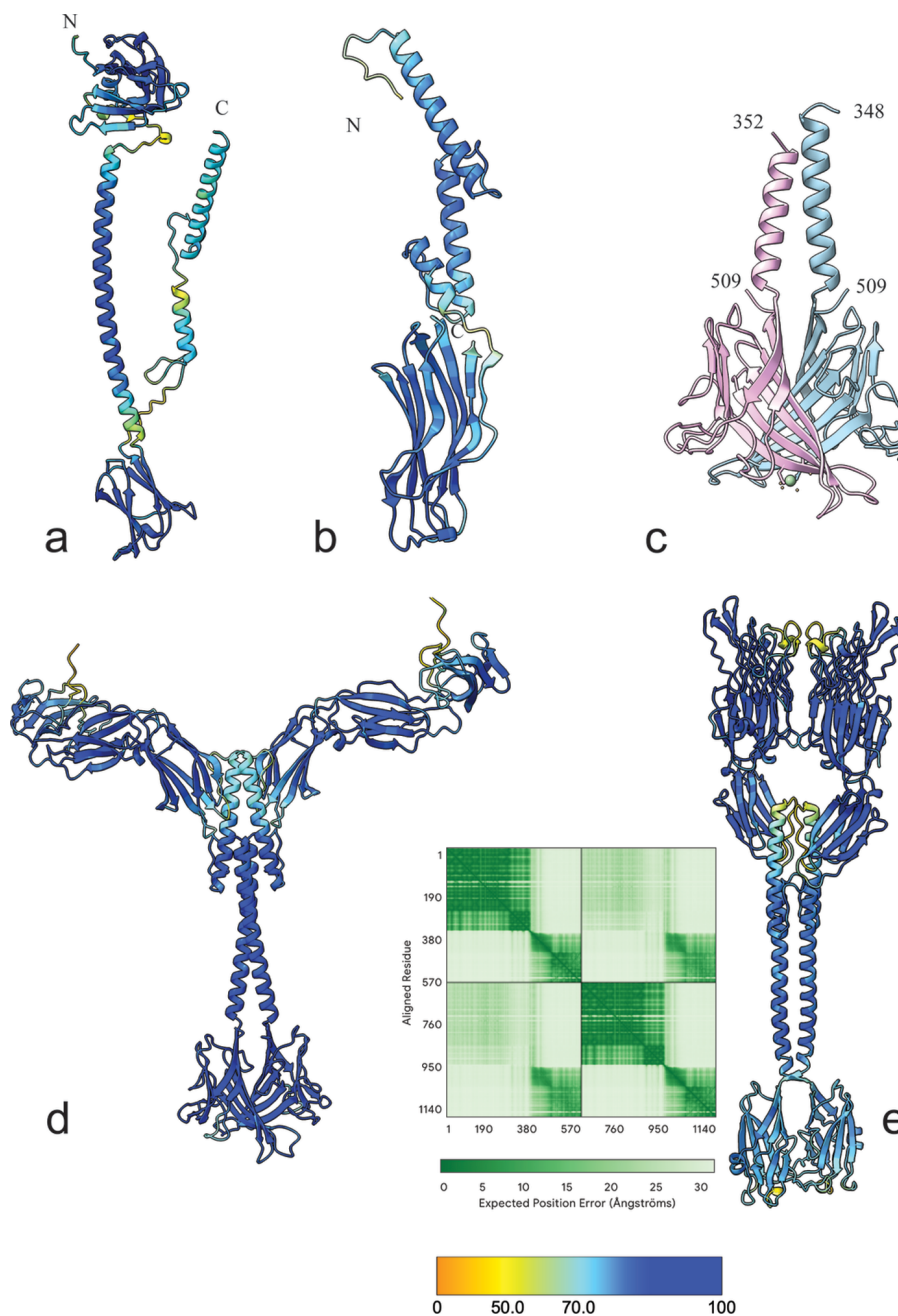 N
C
a
N
C
b
352
348
509
509
c
d
1
190
380
570
760
950
1140
Aligned Residue
1 190 380 570 760 950 1140
0 5 10 15 20 25 30
Expected Position Error (Ångströms)
e
0 50.0 70.0 100